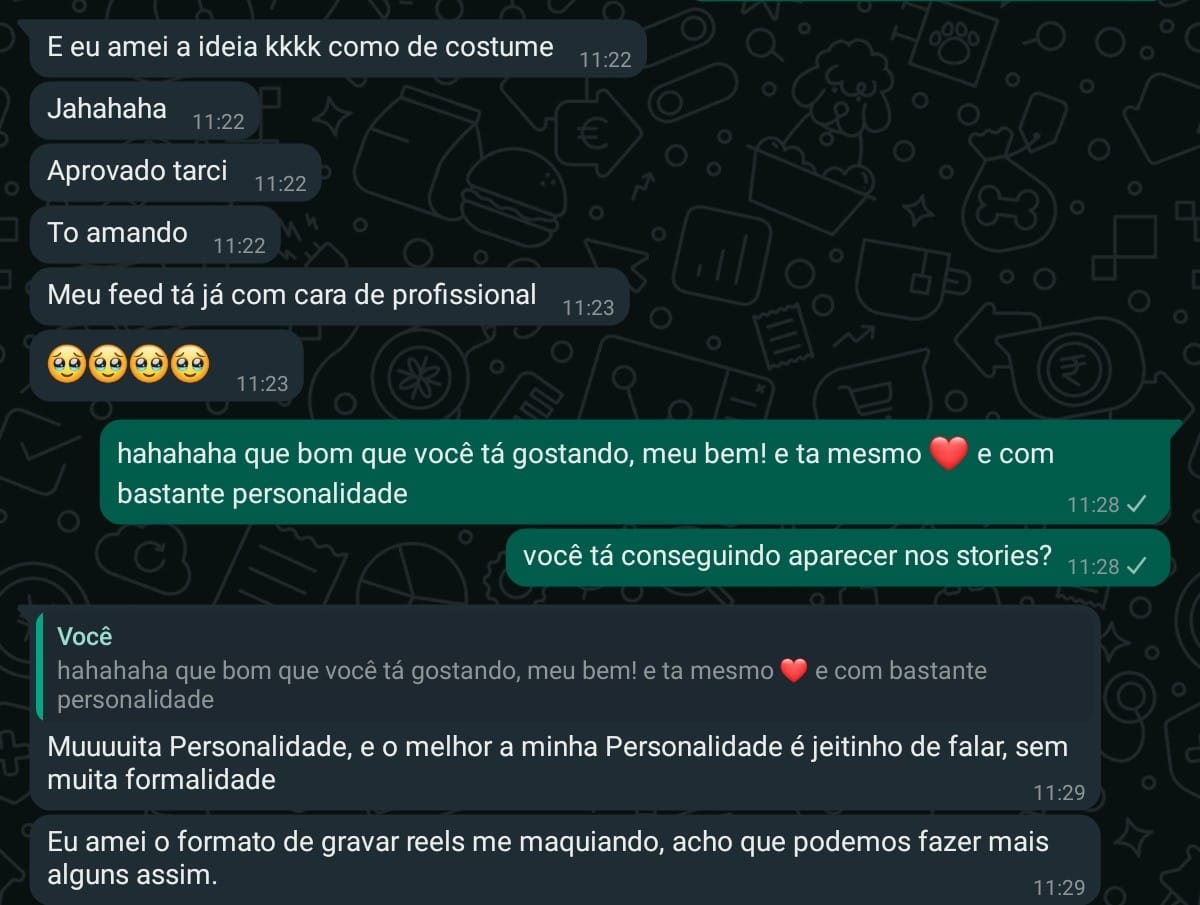 E eu amei a ideia kkkk como de costume 11:22
Jahahaha 11:22
Aprovado tarci 11:22
To amando 11:22
Meu feed tá já com cara de profissional 11:23
🥹🥹🥹🥹 11:23
hahahaha que bom que você tá gostando, meu bem! e ta mesmo ❤️ e com
bastante personalidade 11:28
você tá conseguindo aparecer nos stories? 11:28
Você
hahahaha que bom que você tá gostando, meu bem! e ta mesmo ❤️ e com bastante
personalidade
Muuuuita Personalidade, e o melhor a minha Personalidade é jeitinho de falar, sem
muita formalidade 11:29
Eu amei o formato de gravar reels me maquiando, acho que podemos fazer mais
alguns assim. 11:29